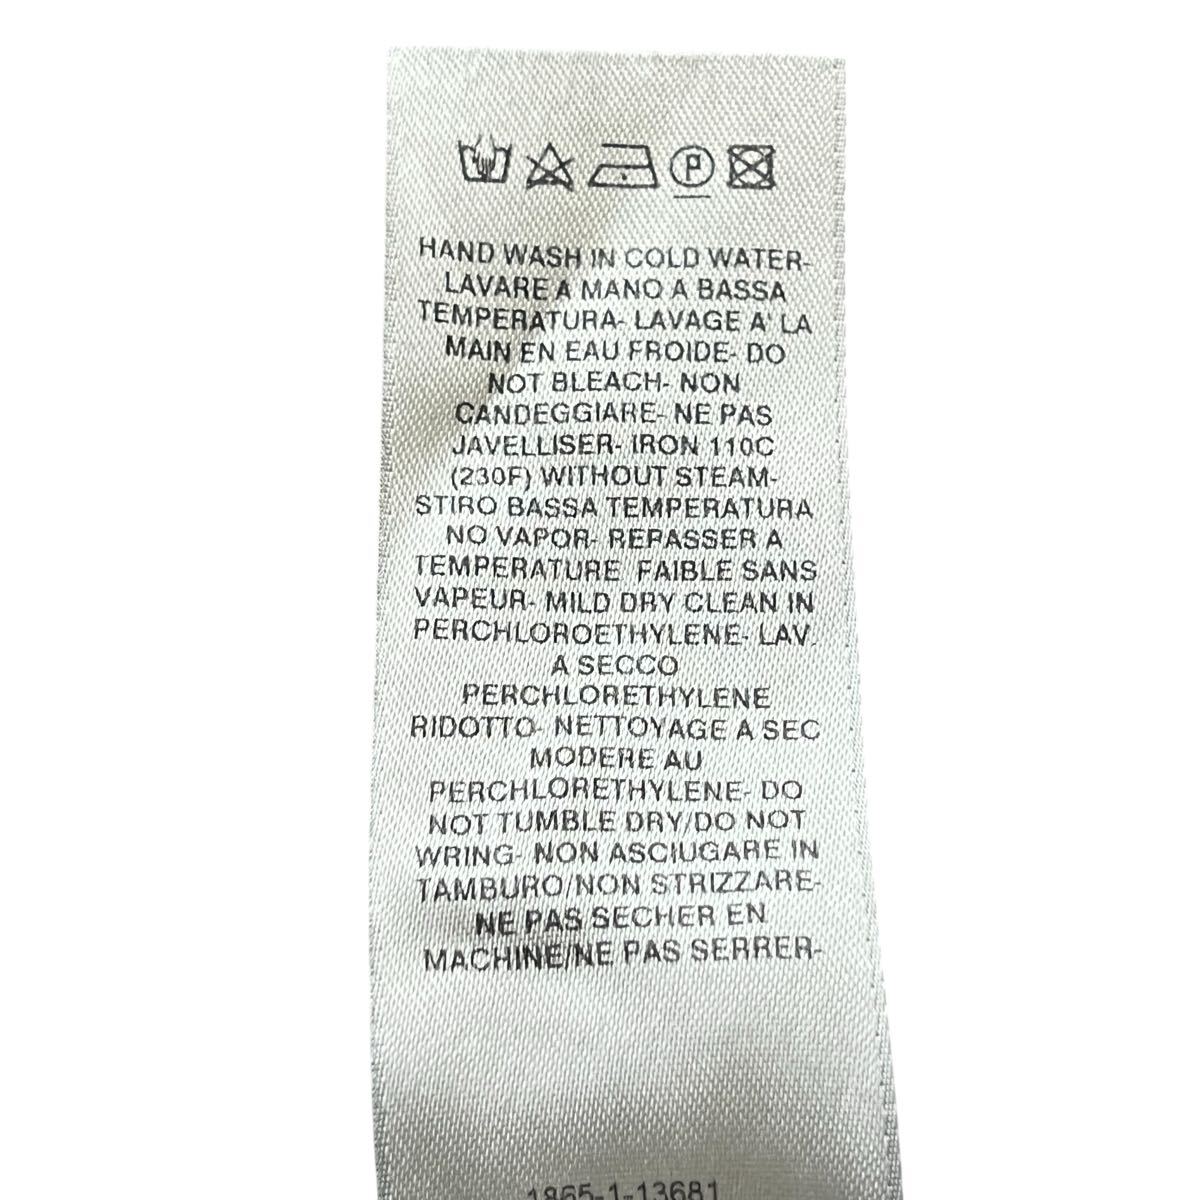 P
HAND WASH IN COLD WATER-
LAVARE A MANO A BASSA
TEMPERATURA- LAVAGE A' LA
MAIN EN EAU FROIDE- DO
NOT BLEACH- NON
CANDEGGIARE- NE PAS
JAVELLISER- IRON 110C
(230F) WITHOUT STEAM-
STIRO BASSA TEMPERATURA
NO VAPOR- REPASSER A
TEMPERATURE FAIBLE SANS
VAPEUR- MILD DRY CLEAN IN
PERCHLOROETHYLENE- LAV.
A SECCO
PERCHLORETHYLENE
RIDOTTO- NETTOYAGE A SEC
MODERE AU
PERCHLORETHYLENE- DO
NOT TUMBLE DRY/DO NOT
WRING- NON ASCIUGARE IN
TAMBURO/NON STRIZZARE-
NE PAS SECHER EN
MACHINE/NE PAS SERRER-
1865-1-13681